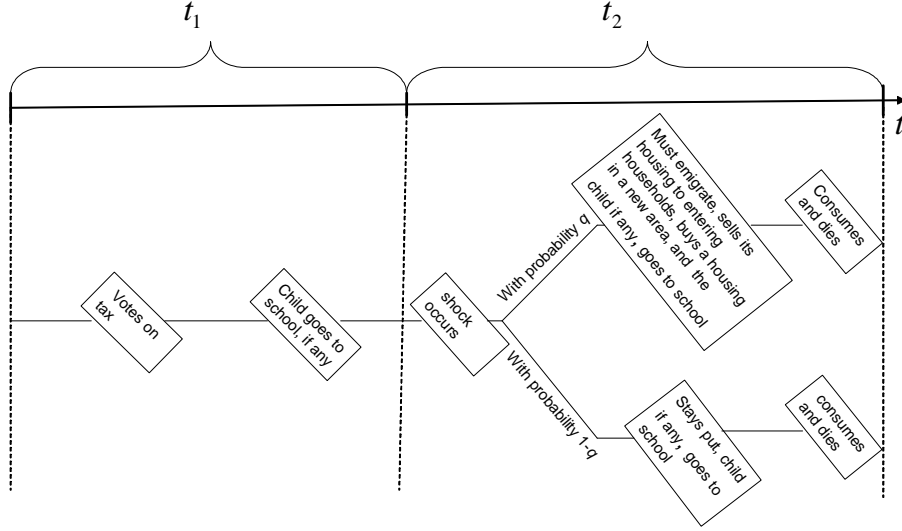 t1
t2
t
Votes on
tax
Child goes to
school, if any
shock
occurs
With probability q
With probability 1-q
Must emigrate, sells its
housing to entering
households, buys a housing
in a new area, and the
child if any, goes to school
Consumes
and dies
Stays put, child
if any, goes to
school
consumes
and dies